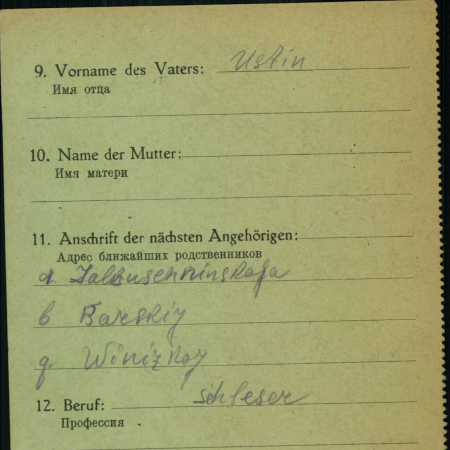 9. Vorname des Vaters: Ustin
Имя отца
10. Name der Mutter:
Имя матери
11. Anschrift der nächsten Angehörigen:
Адрес ближайших родственников
b Barskiy
g Winizkoy
12. Beruf: schleser
Профессия